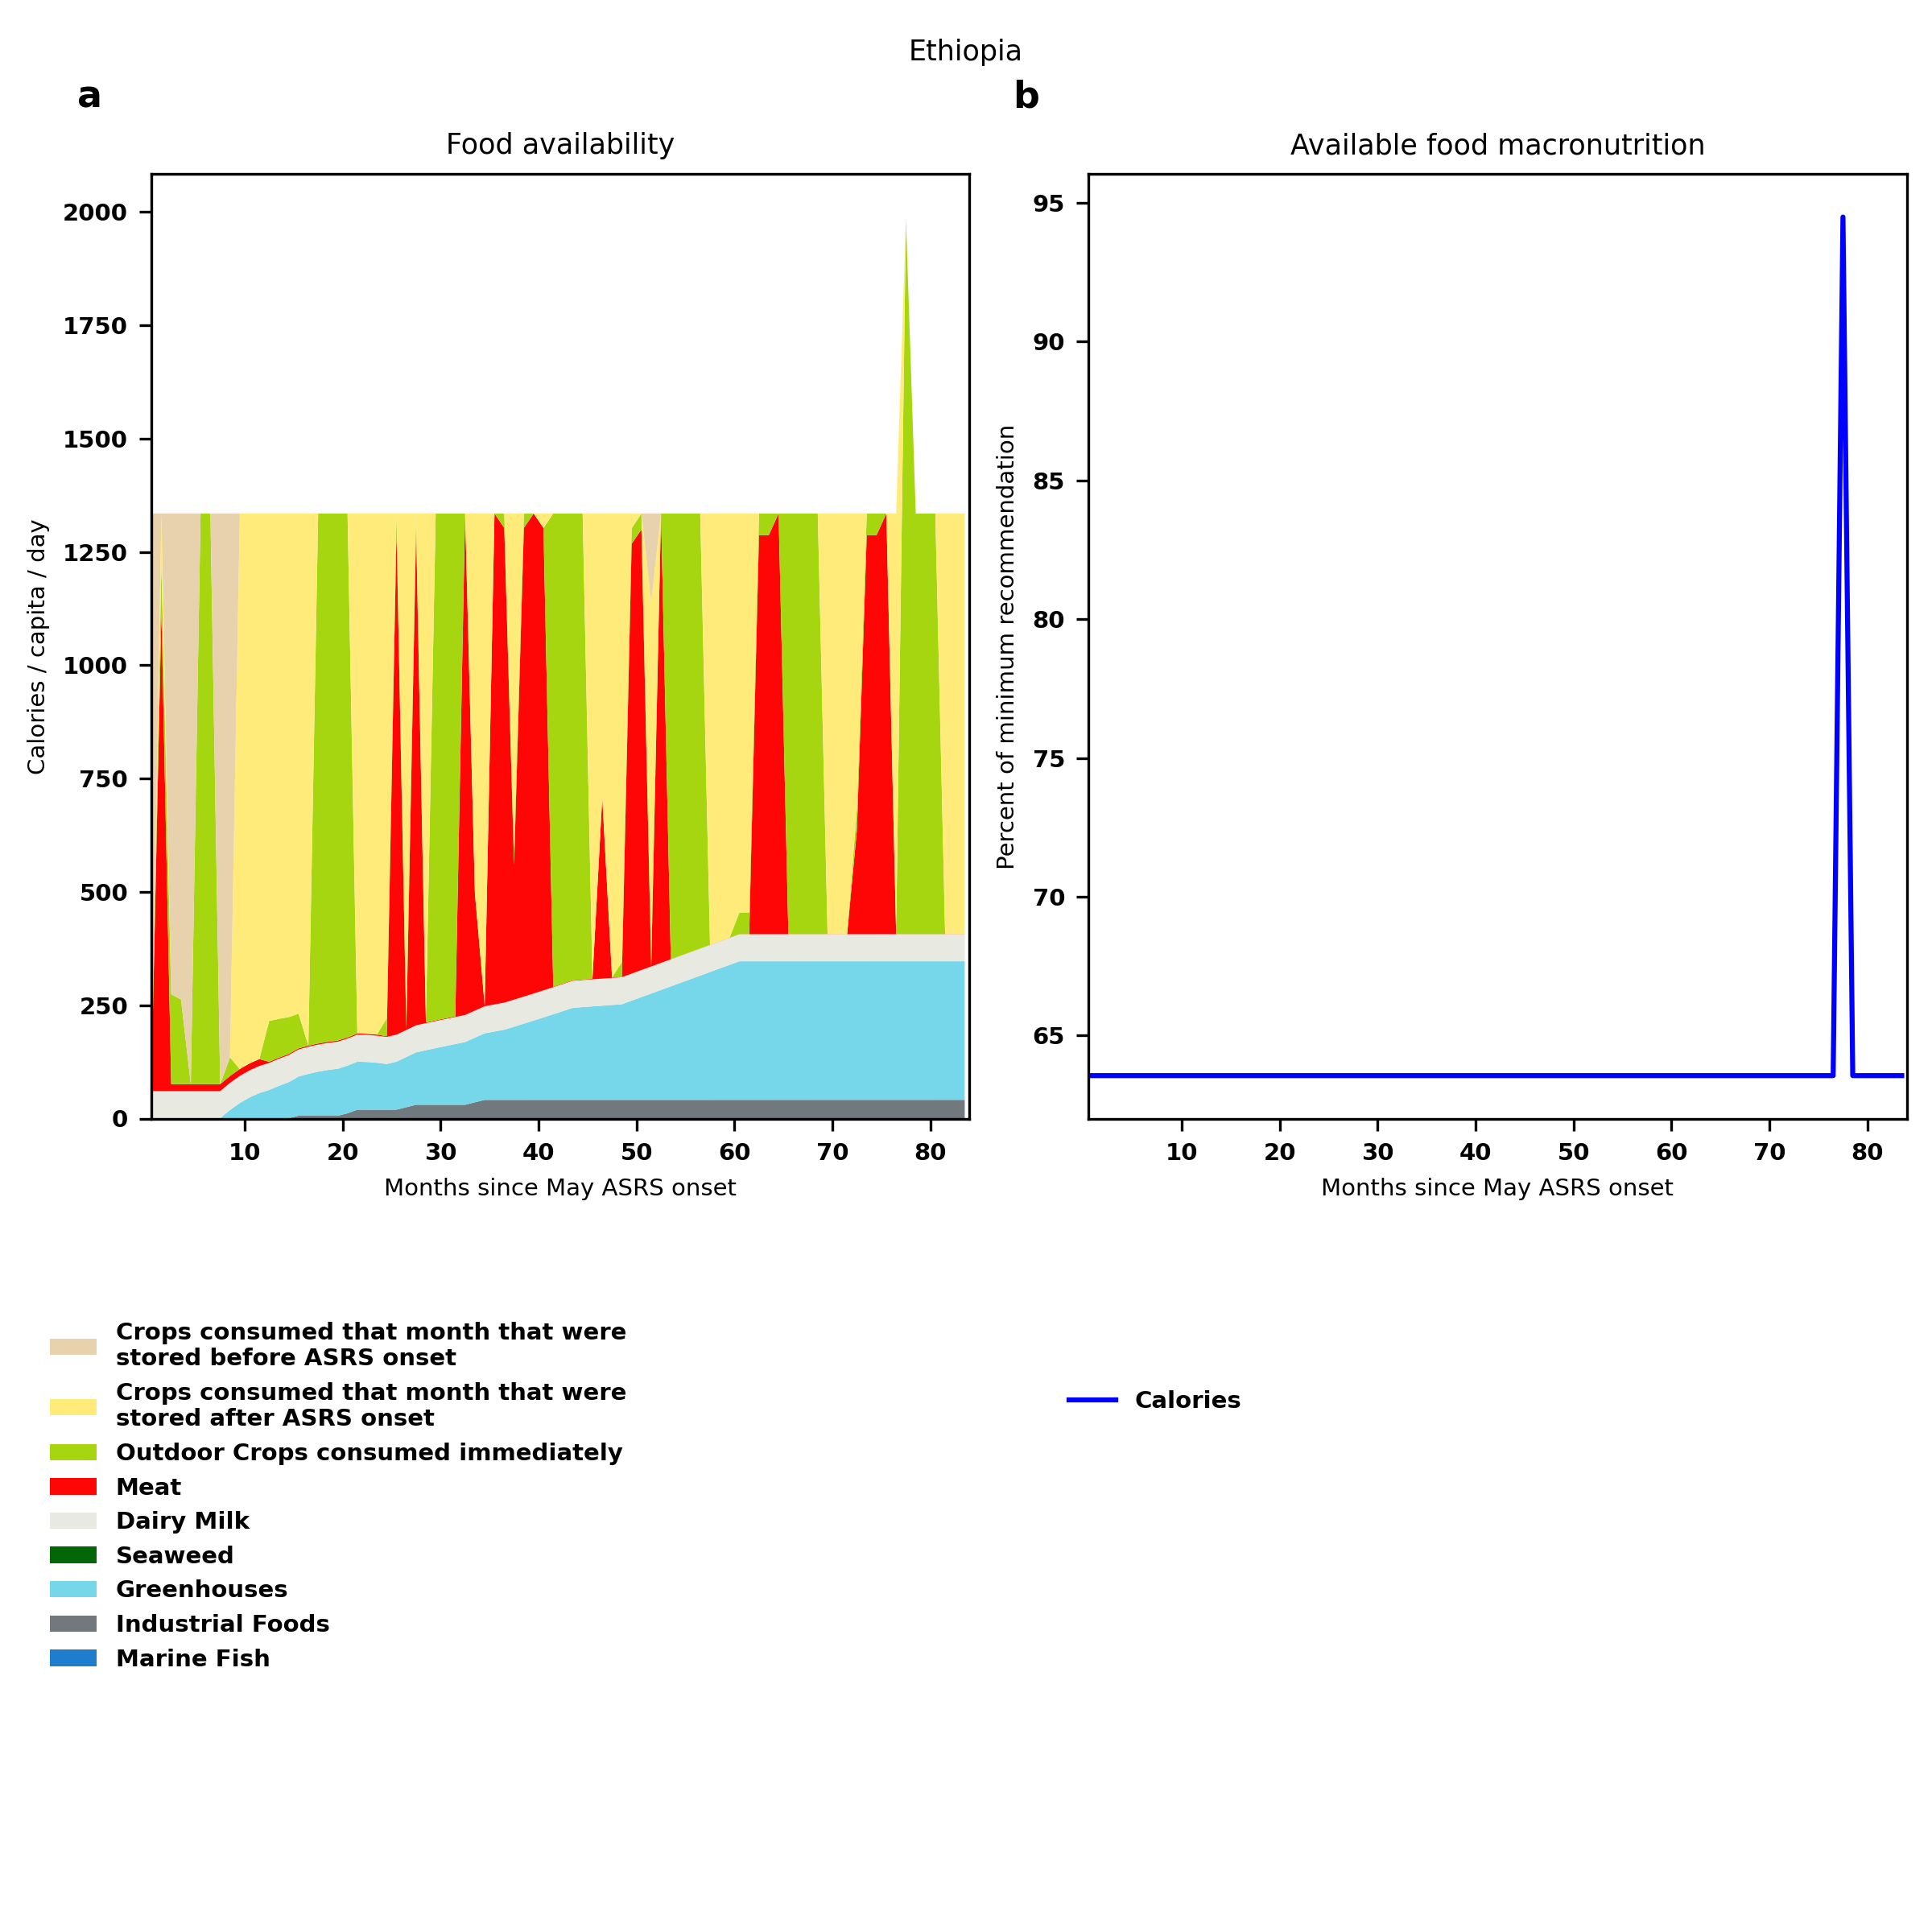 Ethiopia
a
b
Food availability
Available food macronutrition
2000
1750
1500
1250
1000
750
500
250
0
Calories / capita / day
10 20 30 40 50 60 70 80
Months since May ASRS onset
95
90
85
80
75
70
65
Percent of minimum recommendation
10 20 30 40 50 60 70 80
Months since May ASRS onset
Crops consumed that month that were
stored before ASRS onset
Crops consumed that month that were
stored after ASRS onset
Outdoor Crops consumed immediately
Meat
Dairy Milk
Seaweed
Greenhouses
Industrial Foods
Marine Fish
Calories